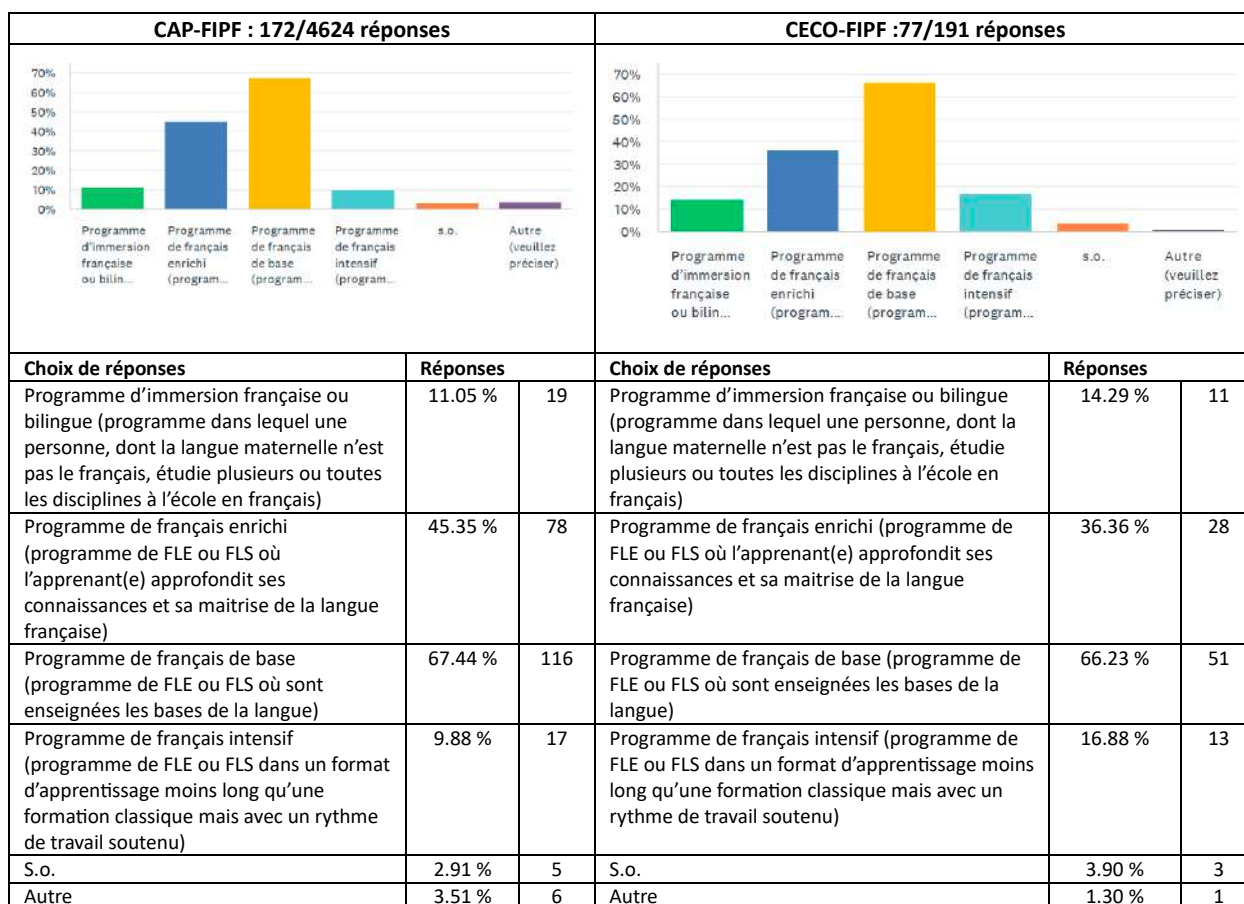 CAP-FIPF : 172/4624 réponses
CECO-FIPF :77/191 réponses
70%
60%
50%
40%
30%
20%
10%
0%
Programme
d'immersion
française
ou bilin...
Programme
de français
enrichi
(program...
Programme
de français
de base
(program...
Programme
de français
intensif
(program...
s.o.
Autre
(veuillez
préciser)
70%
60%
50%
40%
30%
20%
10%
0%
Programme
d'immersion
française
ou bilin...
Programme
de français
enrichi
(program...
Programme
de français
de base
(program...
Programme
de français
intensif
(program...
s.o.
Autre
(veuillez
préciser)
Choix de réponses Réponses
Programme d'immersion française ou
bilingue (programme dans lequel une
personne, dont la langue maternelle n'est
pas le français, étudie plusieurs ou toutes
les disciplines à l'école en français)
11.05 % 19
Programme de français enrichi
(programme de FLE ou FLS où
l'apprenant(e) approfondit ses
connaissances et sa maitrise de la langue
française)
45.35 % 78
Programme de français de base
(programme de FLE ou FLS où sont
enseignées les bases de la langue)
67.44 % 116
Programme de français intensif
(programme de FLE ou FLS dans un format
d'apprentissage moins long qu'une
formation classique mais avec un rythme
de travail soutenu)
9.88 % 17
S.o. 2.91 % 5
Autre 3.51 % 6
Choix de réponses Réponses
Programme d'immersion française ou bilingue
(programme dans lequel une personne, dont la
langue maternelle n'est pas le français, étudie
plusieurs ou toutes les disciplines à l'école en
français)
14.29 % 11
Programme de français enrichi (programme de
FLE ou FLS où l'apprenant(e) approfondit ses
connaissances et sa maitrise de la langue
française)
36.36 % 28
Programme de français de base (programme de
FLE ou FLS où sont enseignées les bases de la
langue)
66.23 % 51
Programme de français intensif (programme de
FLE ou FLS dans un format d'apprentissage moins
long qu'une formation classique mais avec un
rythme de travail soutenu)
16.88 % 13
S.o. 3.90 % 3
Autre 1.30 % 1